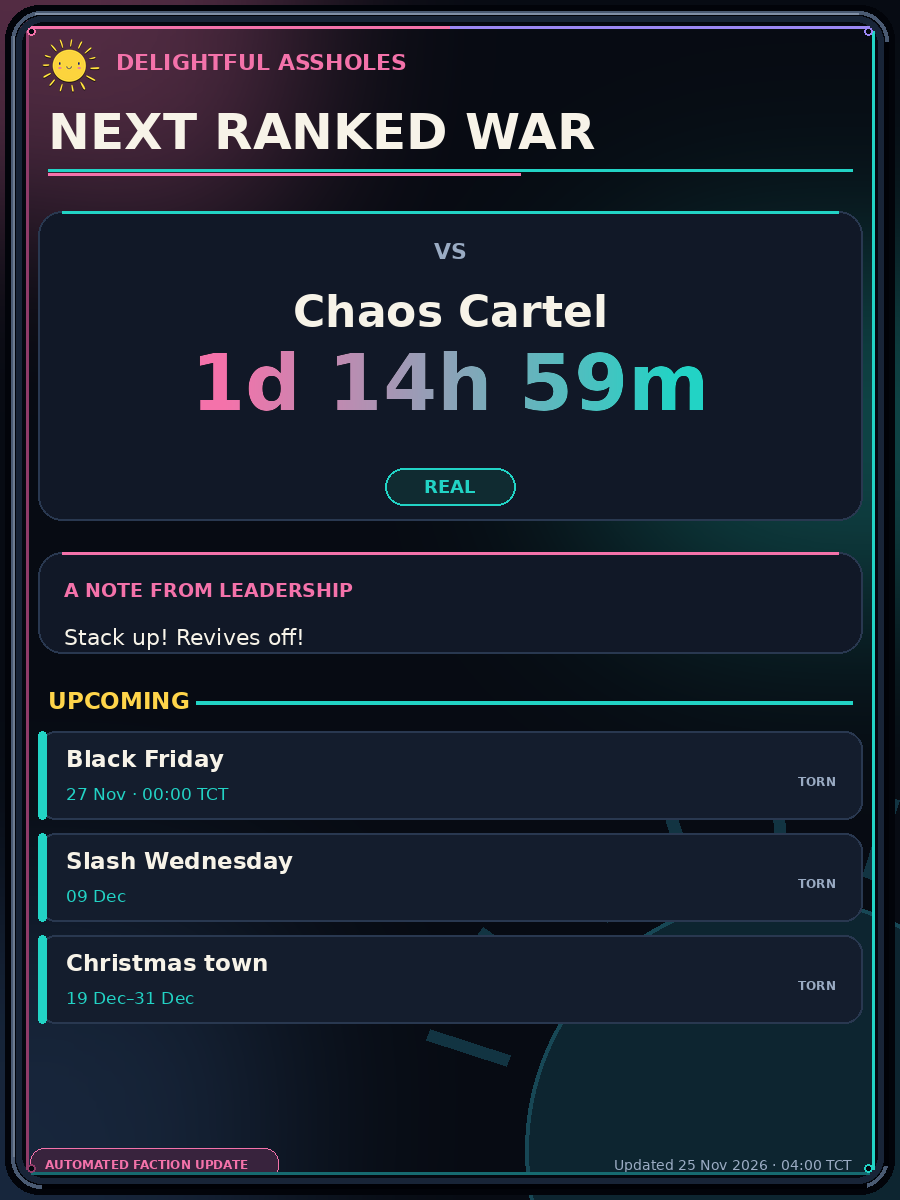 DELIGHTFUL ASSHOLES
NEXT RANKED WAR
VS
Chaos Cartel
1d 14h 59m
REAL
A NOTE FROM LEADERSHIP
Stack up! Revives off!
UPCOMING
Black Friday
27 Nov · 00:00 TCT
TORN
Slash Wednesday
09 Dec
TORN
Christmas town
19 Dec–31 Dec
TORN
AUTOMATED FACTION UPDATE
Updated 25 Nov 2026 · 04:00 TCT